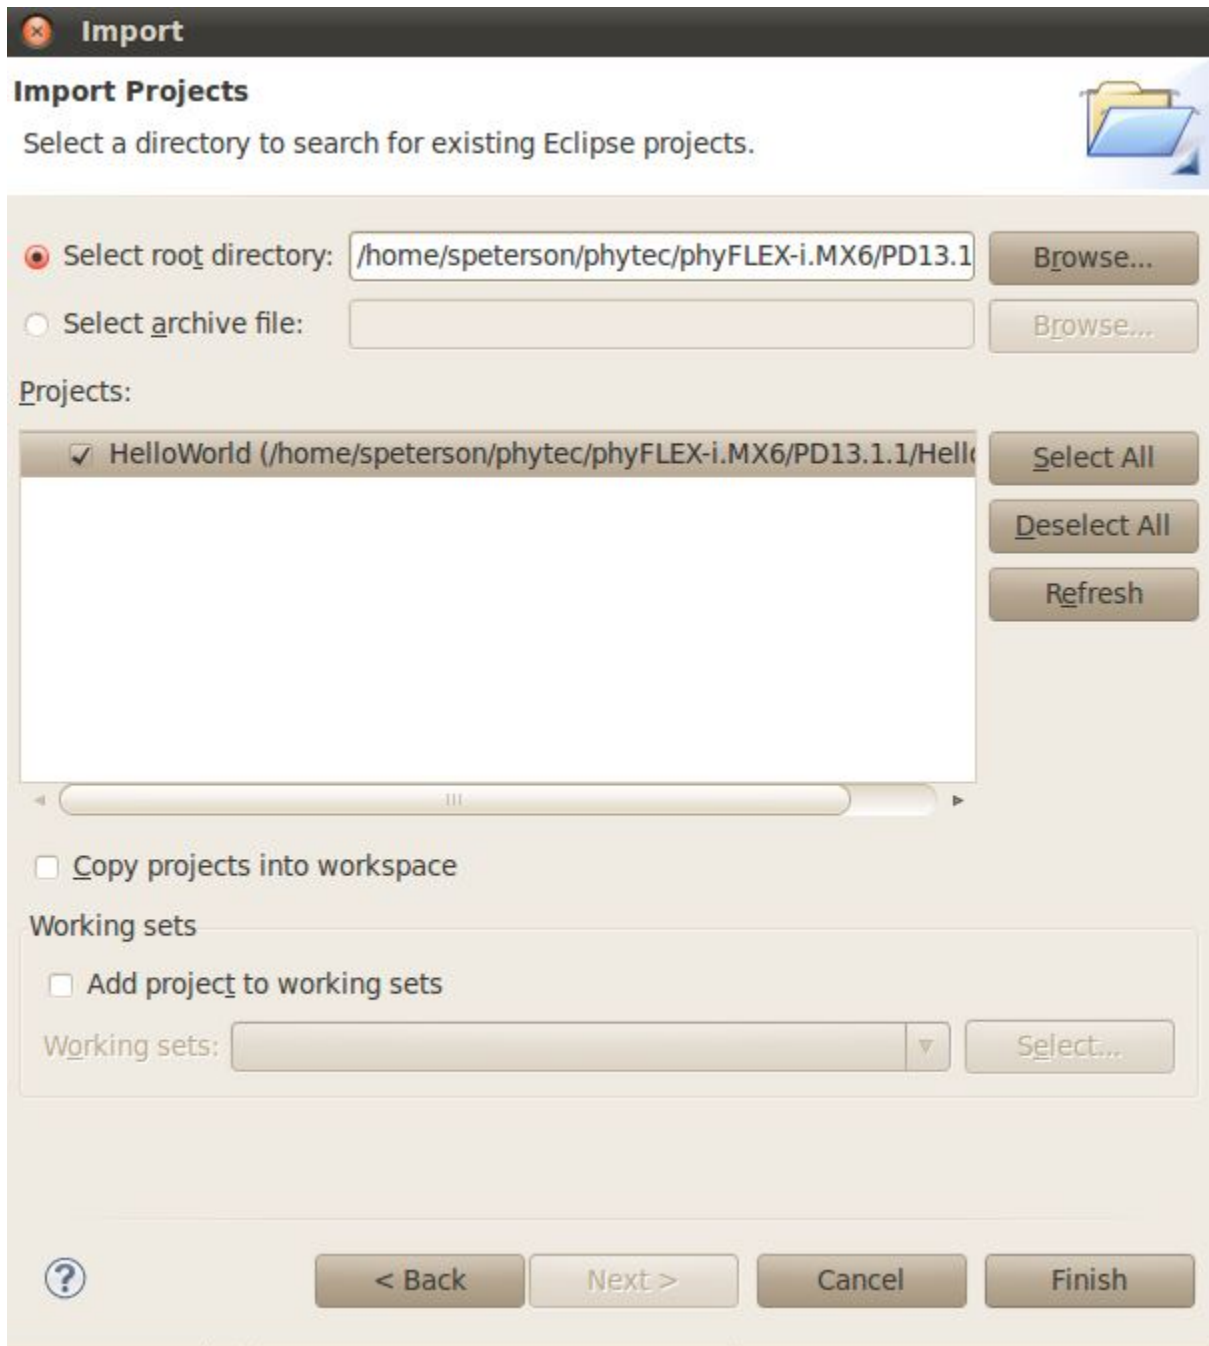 Import
Import Projects
Select a directory to search for existing Eclipse projects.
Select root directory: /home/speterson/phytec/phyFLEX-i.MX6/PD13.1 Browse...
Select archive file: Browse...
Projects:
HelloWorld (/home/speterson/phytec/phyFLEX-i.MX6/PD13.1.1/Hell Select All
Deselect All
Refresh
Copy projects into workspace
Working sets
Add project to working sets
Working sets: Select...
? < Back Next > Cancel Finish